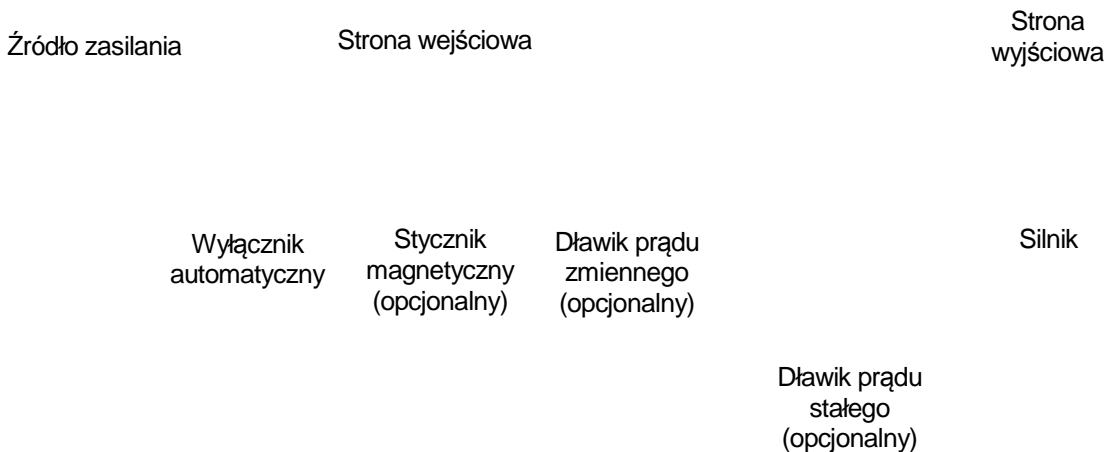 Źródło zasilania
Strona wejściowa
Strona
wyjściowa
Wyłącznik
automatyczny
Stycznik
magnetyczny
(opcjonalny)
Dławik prądu
zmiennego
(opcjonalny)
Silnik
Dławik prądu
stałego
(opcjonalny)